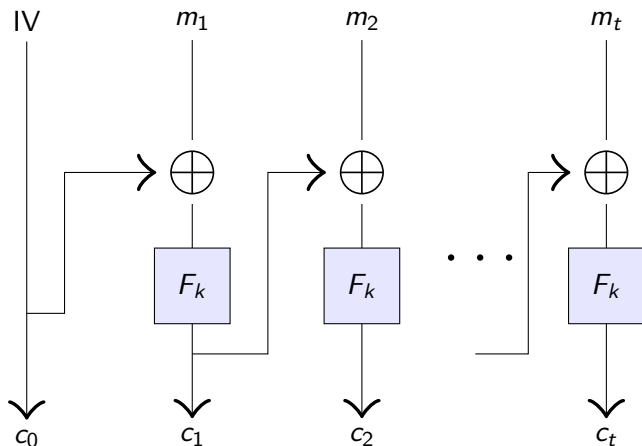 IV m₁ m₂ mₜ
Fₖ Fₖ . . . Fₖ
c₀ c₁ c₂ cₜ